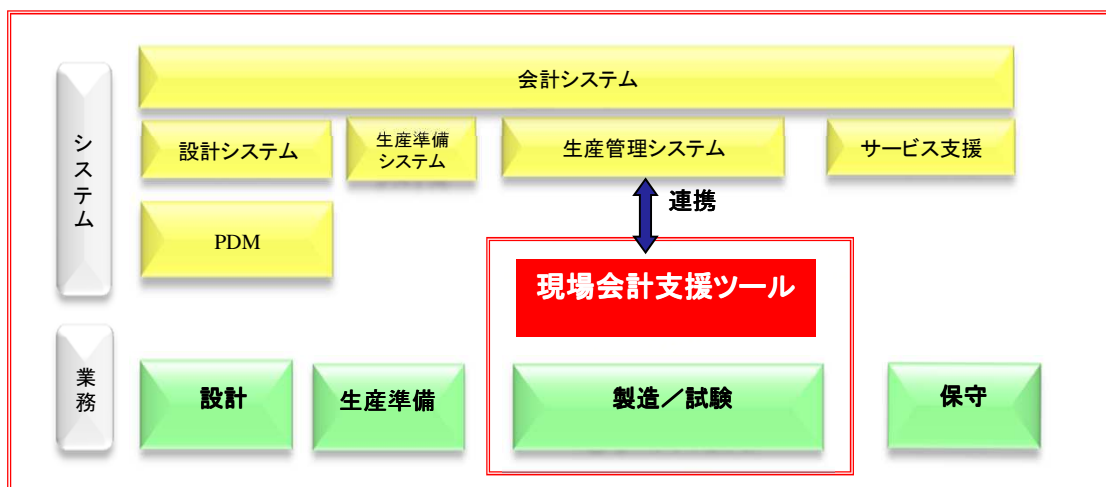 システム
会計システム
設計システム
生産準備
システム
生産管理システム
サービス支援
連携
PDM
現場会計支援ツール
業務
設計
生産準備
製造／試験
保守